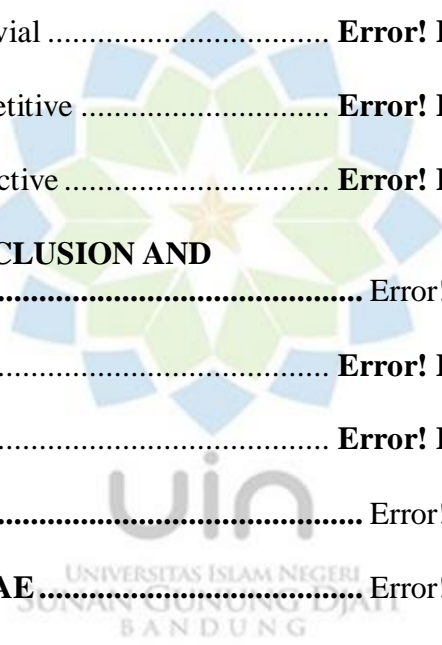 vial .............................. Error!
etitive .............................. Error!
ctive .............................. Error!
CLUSION AND
.............................. Error!
.............................. Error!
.............................. Error!
uin
.............................. Error!
UNIVERSITAS ISLAM NEGERI
AE .............................. Error!
SUNAN GUNUNG DJATI
BANDUNG